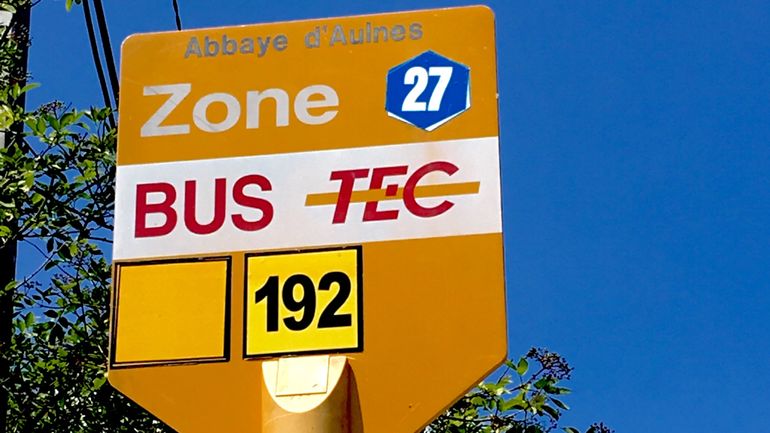 Abbaye d'Aulnes
Zone 27
BUS TEC
192